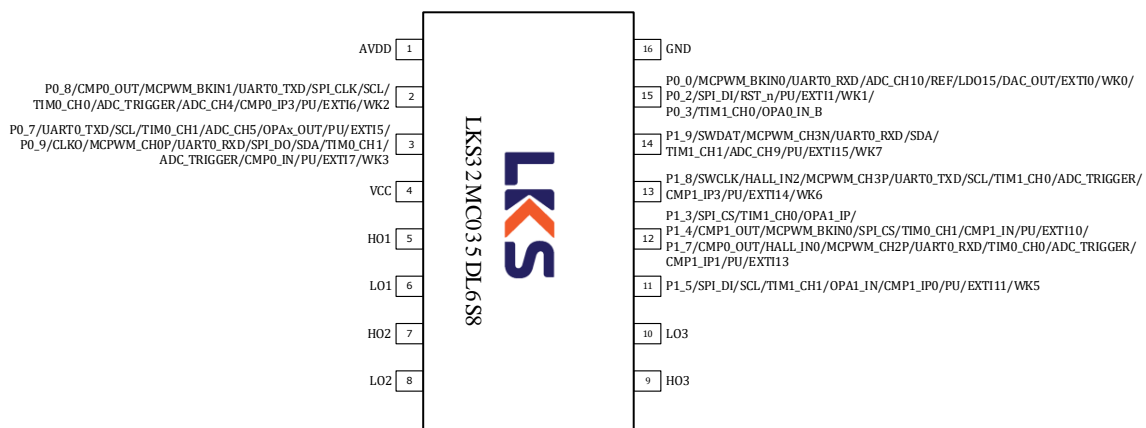 AVDD 1
P0_8/CMP0_OUT/MCPWM_BKIN1/UART0_TXD/SPI_CLK/SCL/
TIM0_CH0/ADC_TRIGGER/ADC_CH4/CMP0_IP3/PU/EXTI6/WK2
2
P0_7/UART0_TXD/SCL/TIM0_CH1/ADC_CH5/OPAx_OUT/PU/EXTI5/
P0_9/CLKO/MCPWM_CH0P/UART0_RXD/SPI_DO/SDA/TIM0_CH1/
ADC_TRIGGER/CMP0_IN/PU/EXTI7/WK3
3
VCC 4
HO1 5
LO1 6
HO2 7
LO2 8
LKS32MC035DL6S8
LKS
16 GND
15
P0_0/MCPWM_BKIN0/UART0_RXD/ADC_CH10/REF/LDO15/DAC_OUT/EXTI0/WK0/
P0_2/SPI_DI/RST_n/PU/EXTI1/WK1/
P0_3/TIM1_CH0/OPA0_IN_B
14
P1_9/SWDAT/MCPWM_CH3N/UART0_RXD/SDA/
TIM1_CH1/ADC_CH9/PU/EXTI15/WK7
13
P1_8/SWCLK/HALL_IN2/MCPWM_CH3P/UART0_TXD/SCL/TIM1_CH0/ADC_TRIGGER/
CMP1_IP3/PU/EXTI14/WK6
12
P1_3/SPI_CS/TIM1_CH0/OPA1_IP/
P1_4/CMP1_OUT/MCPWM_BKIN0/SPI_CS/TIM0_CH1/CMP1_IN/PU/EXTI10/
P1_7/CMP0_OUT/HALL_IN0/MCPWM_CH2P/UART0_RXD/TIM0_CH0/ADC_TRIGGER/
CMP1_IP1/PU/EXTI13
11 P1_5/SPI_DI/SCL/TIM1_CH1/OPA1_IN/CMP1_IP0/PU/EXTI11/WK5
10 LO3
9 HO3